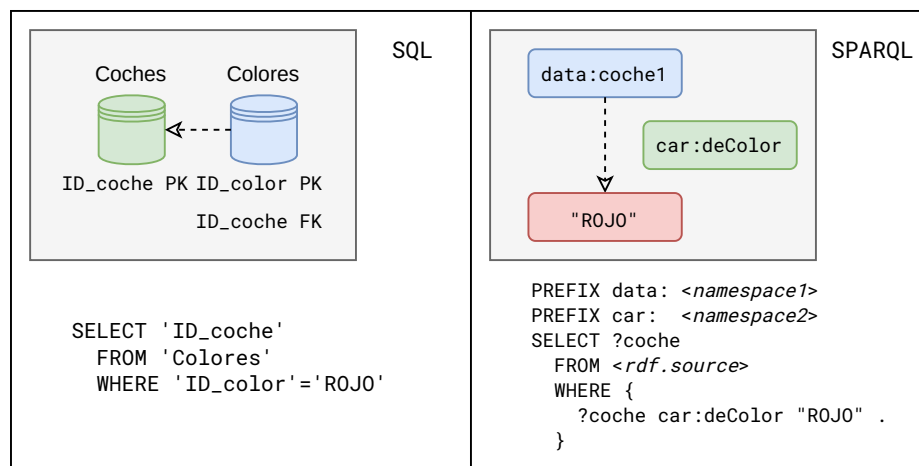 SQL
Coches Colores
ID_coche PK ID_color PK
ID_coche FK
SELECT 'ID_coche'
FROM 'Colores'
WHERE 'ID_color'='ROJO'
SPARQL
data:coche1
car:deColor
"ROJO"
PREFIX data: <namespace1>
PREFIX car: <namespace2>
SELECT ?coche
FROM <rdf.source>
WHERE {
?coche car:deColor "ROJO" .
}